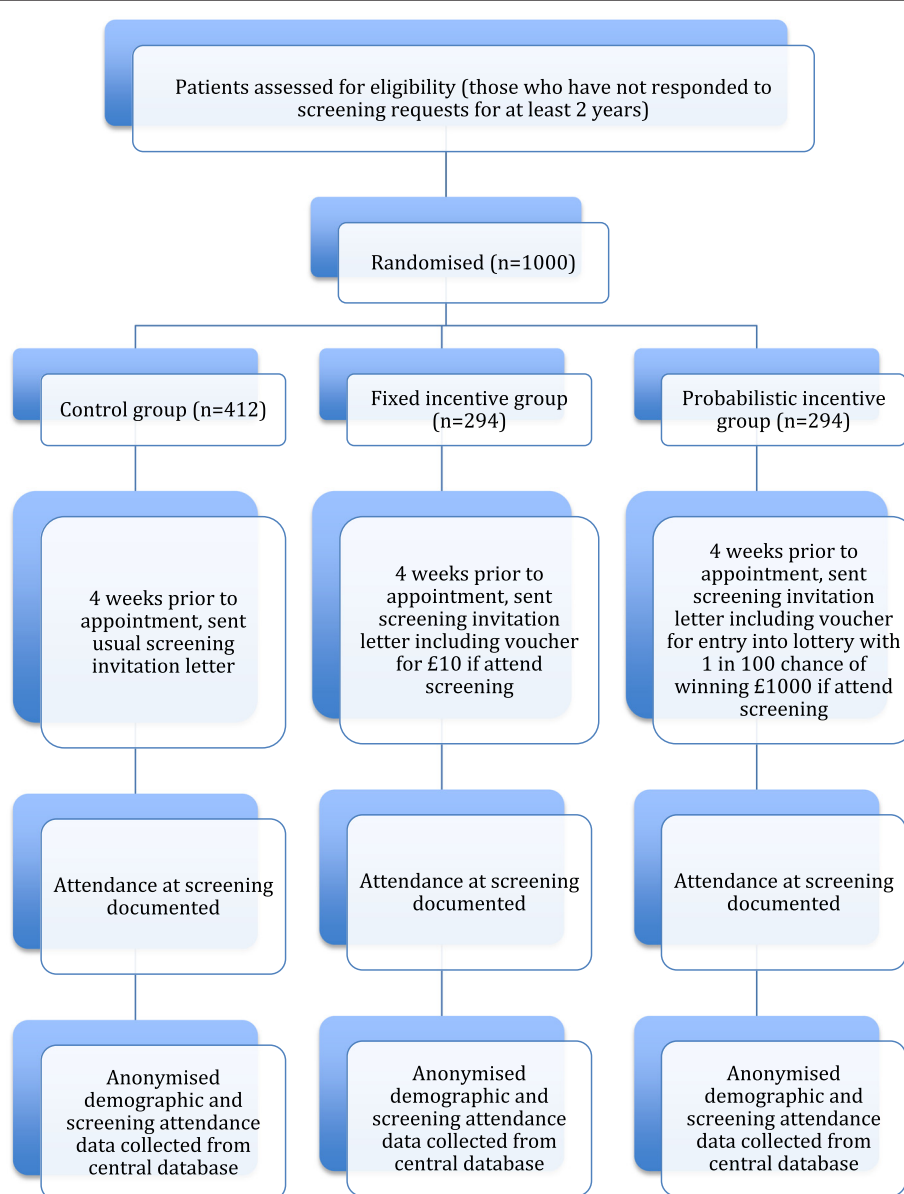 Patients assessed for eligibility (those who have not responded to
screening requests for at least 2 years)
Randomised (n=1000)
Control group (n=412)
Fixed incentive group
(n=294)
Probabilistic incentive
group (n=294)
4 weeks prior to
appointment, sent
usual screening
invitation letter
4 weeks prior to
appointment, sent
screening invitation
letter including voucher
for £10 if attend
screening
4 weeks prior to
appointment, sent
screening invitation
letter including voucher
for entry into lottery with
1 in 100 chance of
winning £1000 if attend
screening
Attendance at screening
documented
Attendance at screening
documented
Attendance at screening
documented
Anonymised
demographic and
screening attendance
data collected from
central database
Anonymised
demographic and
screening attendance
data collected from
central database
Anonymised
demographic and
screening attendance
data collected from
central database